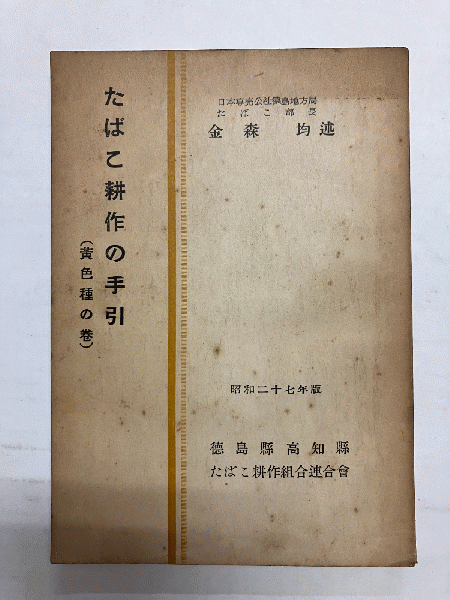 たばこ耕作の手引
(黄色種の巻)
日本専売公社徳島地方局
たばこ部長
金森 均述
昭和二十七年版
徳島縣高知縣
たばこ耕作組合連合會